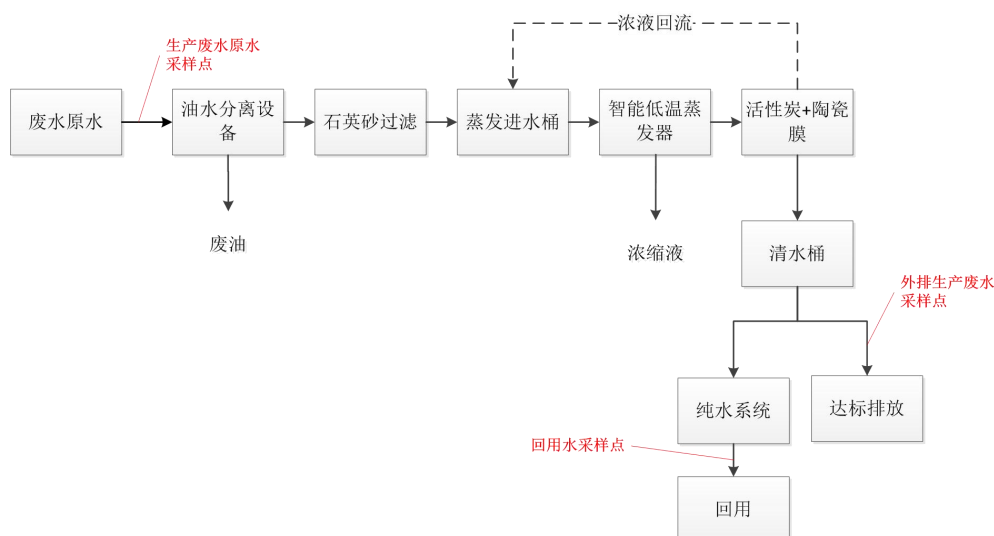 浓液回流
生产废水原水
采样点
废水原水
油水分离设
备
石英砂过滤
蒸发进水桶
智能低温蒸
发器
活性炭+陶瓷
膜
废油
浓缩液
清水桶
外排生产废水
采样点
纯水系统
达标排放
回用水采样点
回用